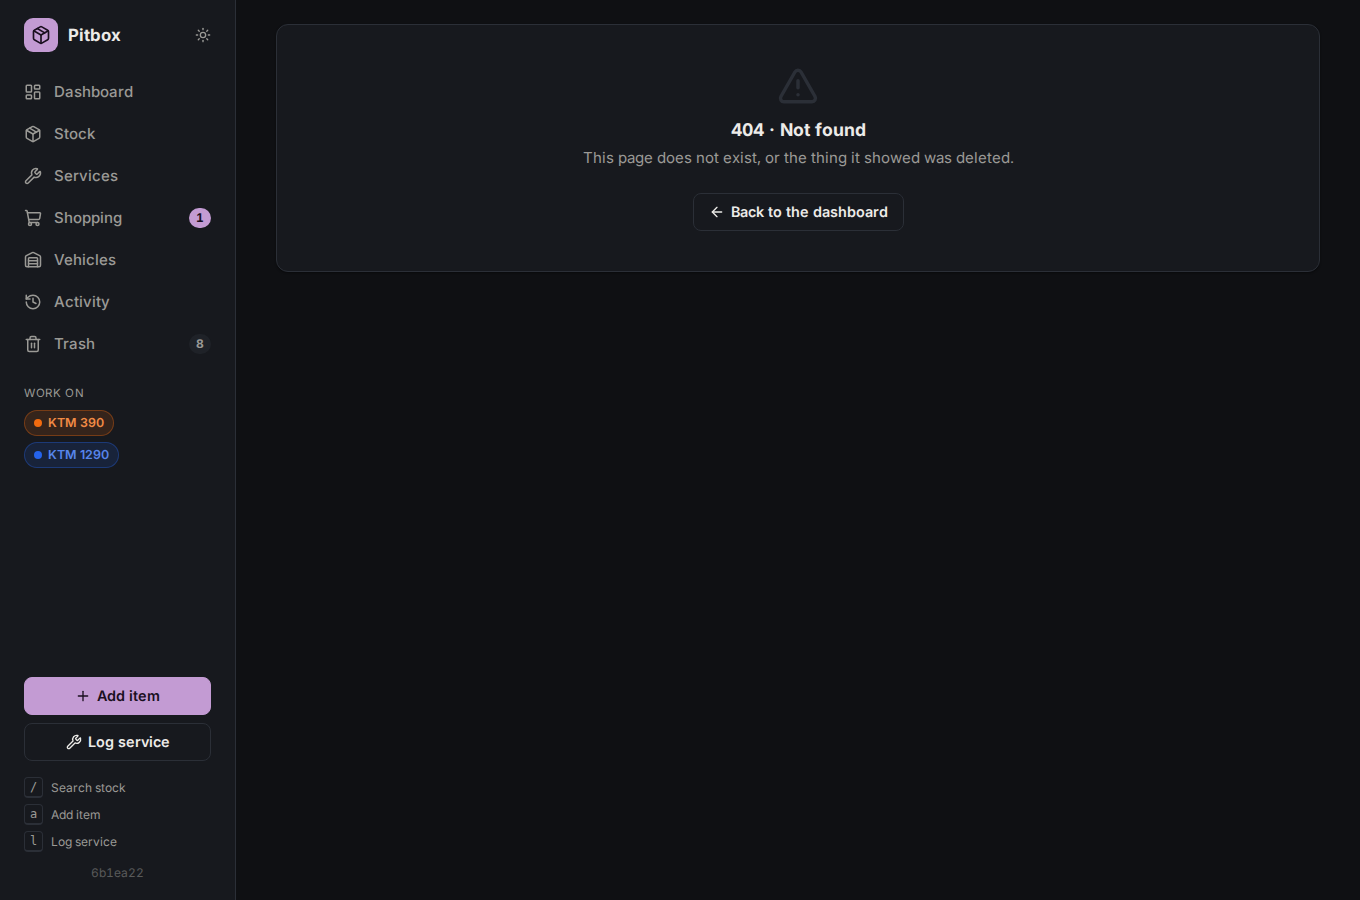 Pitbox
Dashboard
Stock
Services
Shopping 1
Vehicles
Activity
Trash 8
WORK ON
KTM 390
KTM 1290
Add item
Log service
/ Search stock
a Add item
l Log service
6b1ea22
404 · Not found
This page does not exist, or the thing it showed was deleted.
Back to the dashboard